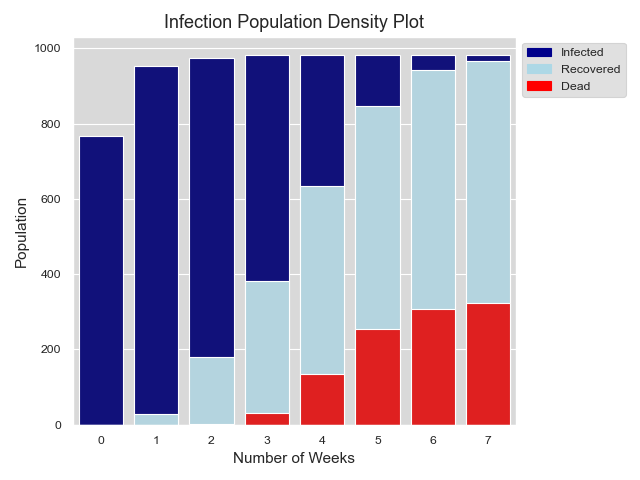 Infection Population Density Plot
Infected
Recovered
Dead
1000
800
600
400
200
0
Population
0 1 2 3 4 5 6 7
Number of Weeks